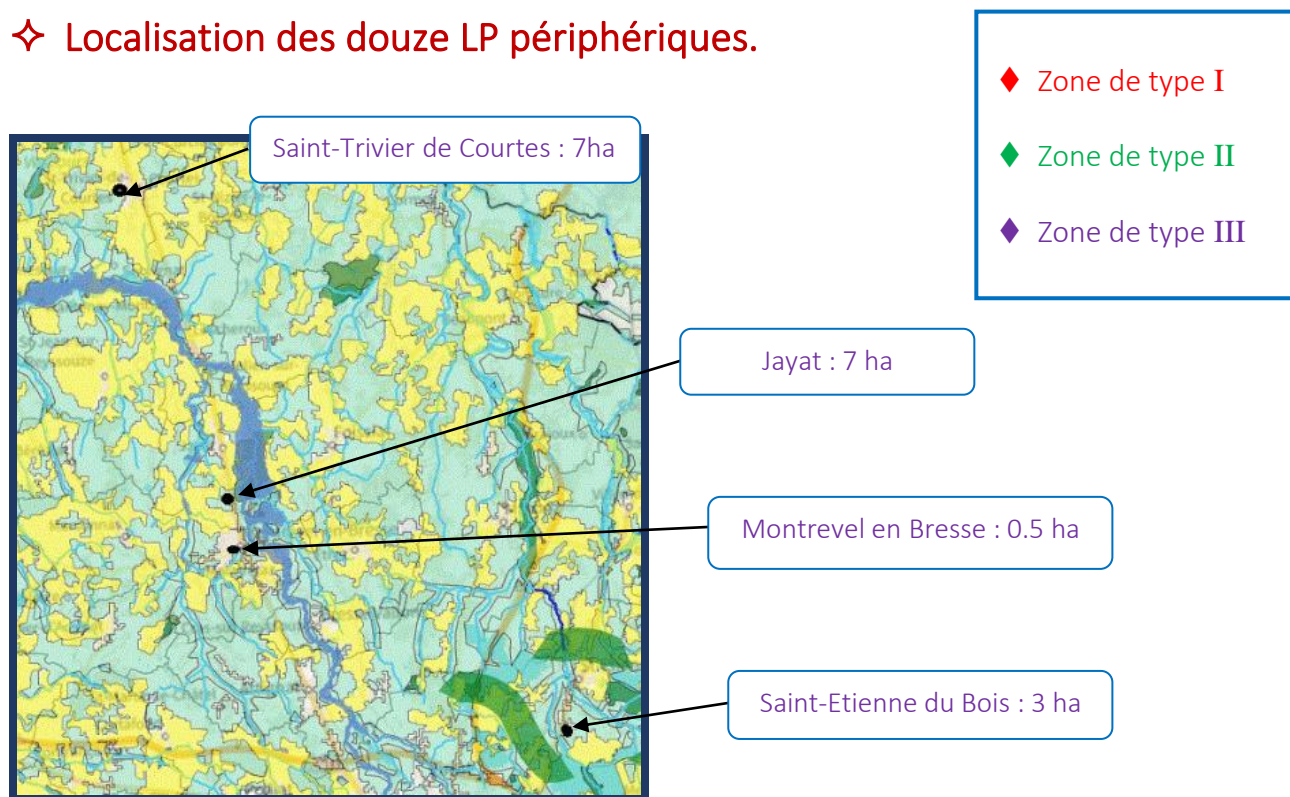 ✧ Localisation des douze LP périphériques.
♦ Zone de type I
♦ Zone de type II
♦ Zone de type III
Saint-Trivier de Courtes : 7ha
Jayat : 7 ha
Montrevel en Bresse : 0.5 ha
Saint-Etienne du Bois : 3 ha